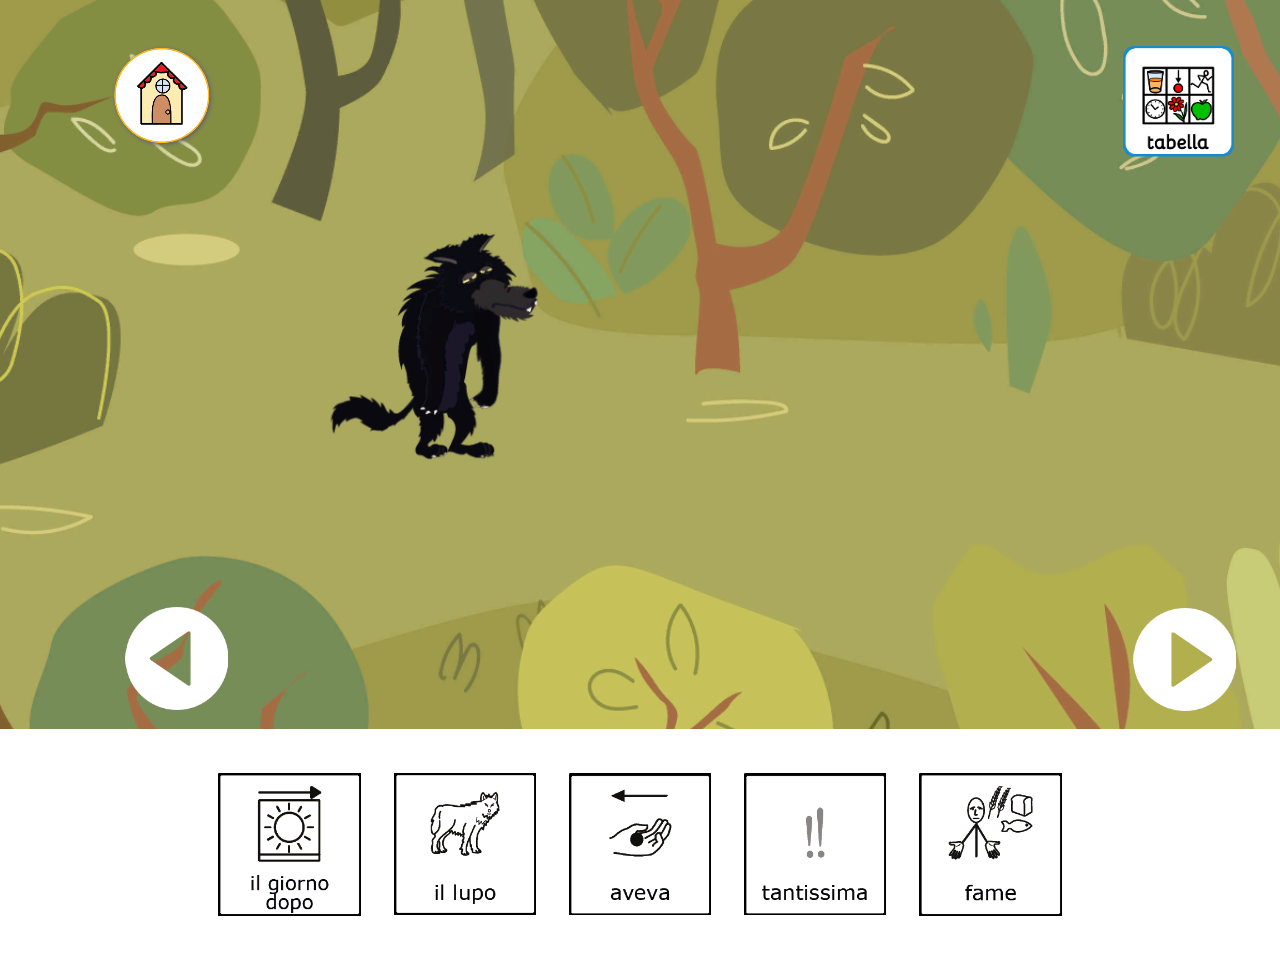 tabella
il giorno
dopo
il lupo
aveva
tantissima
fame